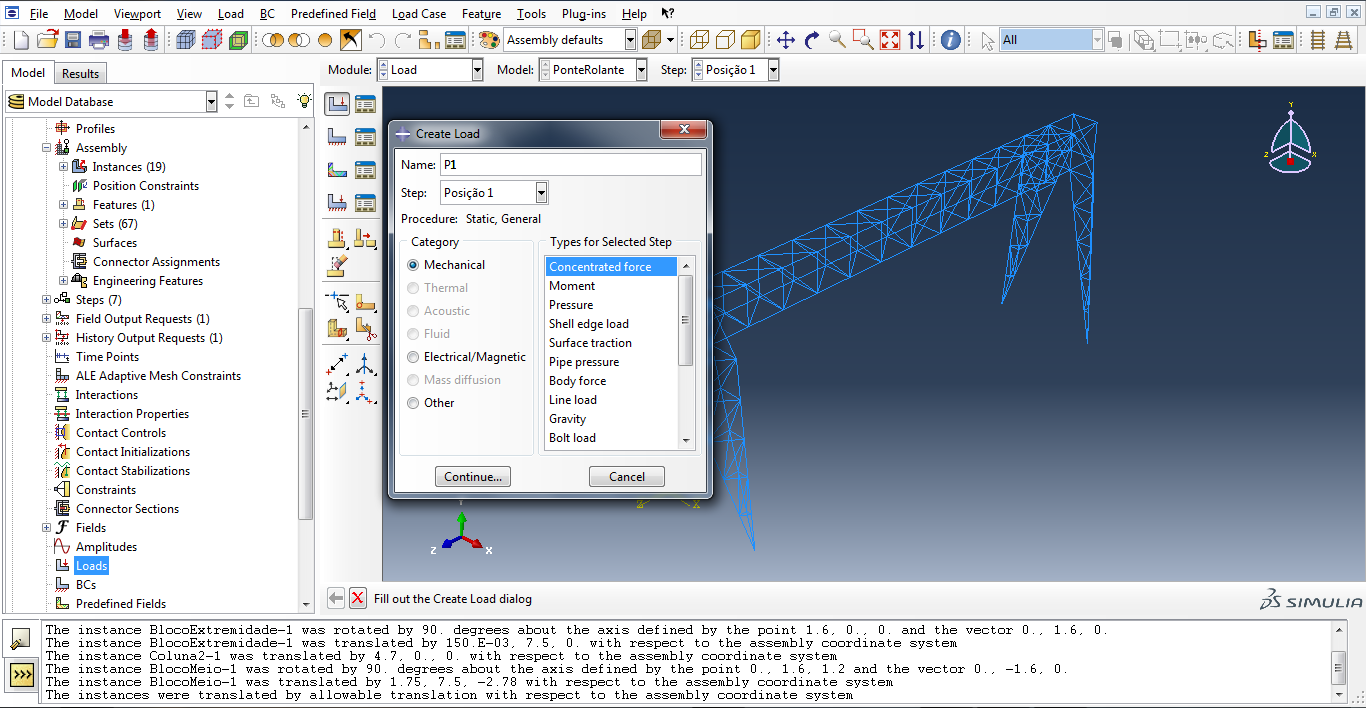 File Model Viewport View Load BC Predefined Field Load Case Feature Tools Plug-ins Help ?
Assembly defaults All
Model Results Module: Load Model: PonteRolante Step: Posição 1
Model Database
Profiles
Assembly
Instances (19)
Position Constraints
Features (1)
Sets (67)
Surfaces
Connector Assignments
Engineering Features
Steps (7)
Field Output Requests (1)
History Output Requests (1)
Time Points
ALE Adaptive Mesh Constraints
Interactions
Interaction Properties
Contact Controls
Contact Initializations
Contact Stabilizations
Constraints
Connector Sections
Fields
Amplitudes
Loads
BCs
Predefined Fields
Create Load
Name: P1
Step: Posição 1
Procedure: Static, General
Category
Mechanical
Thermal
Acoustic
Fluid
Electrical/Magnetic
Mass diffusion
Other
Types for Selected Step
Concentrated force
Moment
Pressure
Shell edge load
Surface traction
Pipe pressure
Body force
Line load
Gravity
Bolt load
Continue... Cancel
Y
Z X
Z X
Y
Z X
Fill out the Create Load dialog
SIMULIA
The instance BlocoExtremidade-1 was rotated by 90. degrees about the axis defined by the point 1.6, 0., 0. and the vector 0., 1.6, 0.
The instance BlocoExtremidade-1 was translated by 150.E-03, 7.5, 0. with respect to the assembly coordinate system
The instance Coluna2-1 was translated by 4.7, 0., 0. with respect to the assembly coordinate system
The instance BlocoMeio-1 was rotated by 90. degrees about the axis defined by the point 0., 1.6, 1.2 and the vector 0., -1.6, 0.
The instance BlocoMeio-1 was translated by 1.75, 7.5, -2.78 with respect to the assembly coordinate system
The instances were translated by allowable translation with respect to the assembly coordinate system